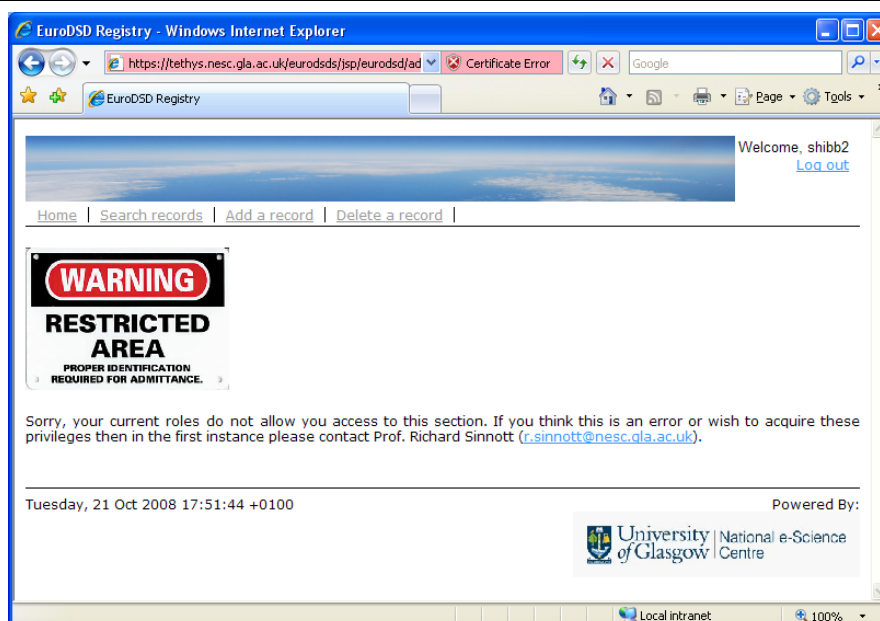 EuroDSD Registry - Windows Internet Explorer
https://tethys.nesc.gla.ac.uk/eurodsds/jsp/eurodsd/ad
Certificate Error
Google
EuroDSD Registry
Page
Tools
Welcome, shibb2
Log out
Home | Search records | Add a record | Delete a record |
WARNING
RESTRICTED
AREA
PROPER IDENTIFICATION
REQUIRED FOR ADMITTANCE.
Sorry, your current roles do not allow you access to this section. If you think this is an error or wish to acquire these
privileges then in the first instance please contact Prof. Richard Sinnott (r.sinnott@nesc.gla.ac.uk).
Tuesday, 21 Oct 2008 17:51:44 +0100
Powered By:
University of Glasgow | National e-Science Centre
Local intranet
100%